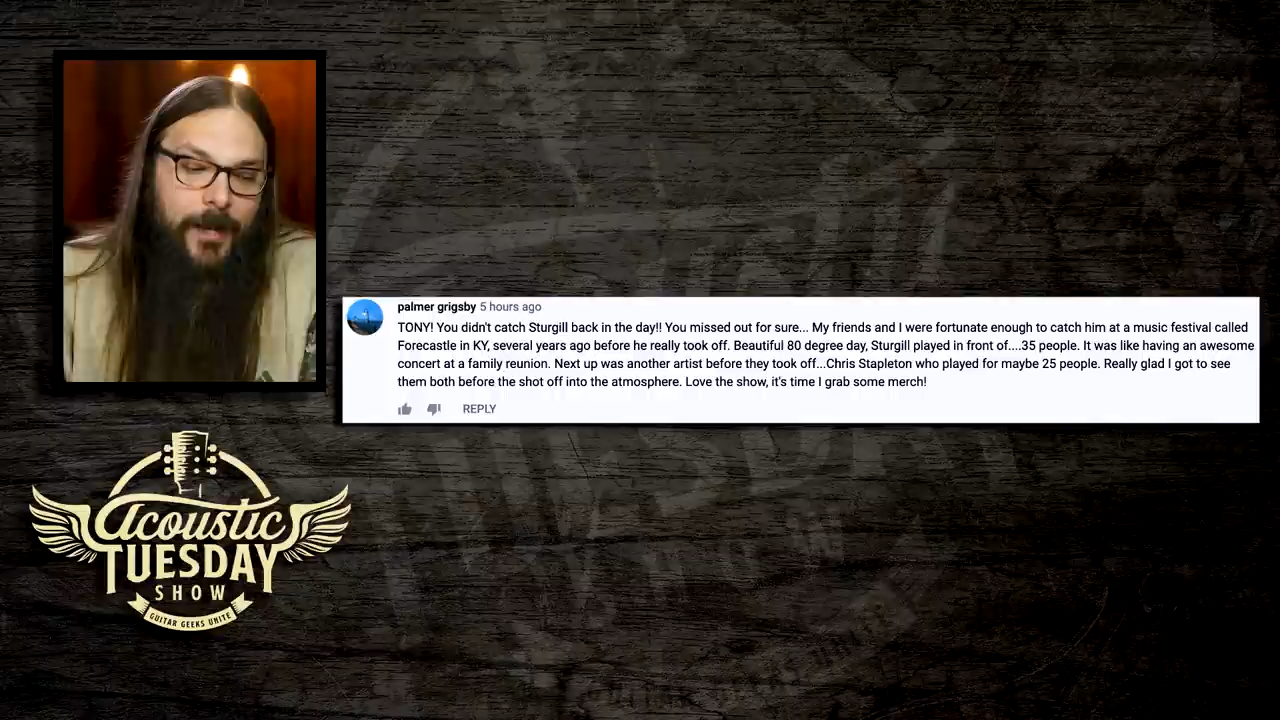 palmer grigsby 5 hours ago
TONY! You didn't catch Sturgill back in the day!! You missed out for sure... My friends and I were fortunate enough to catch him at a music festival called
Forecastle in KY, several years ago before he really took off. Beautiful 80 degree day, Sturgill played in front of....35 people. It was like having an awesome
concert at a family reunion. Next up was another artist before they took off...Chris Stapleton who played for maybe 25 people. Really glad I got to see
them both before the shot off into the atmosphere. Love the show, it's time I grab some merch!
REPLY
Acoustic
TUESDAY
SHOW
GUITAR GEEKS UNITE